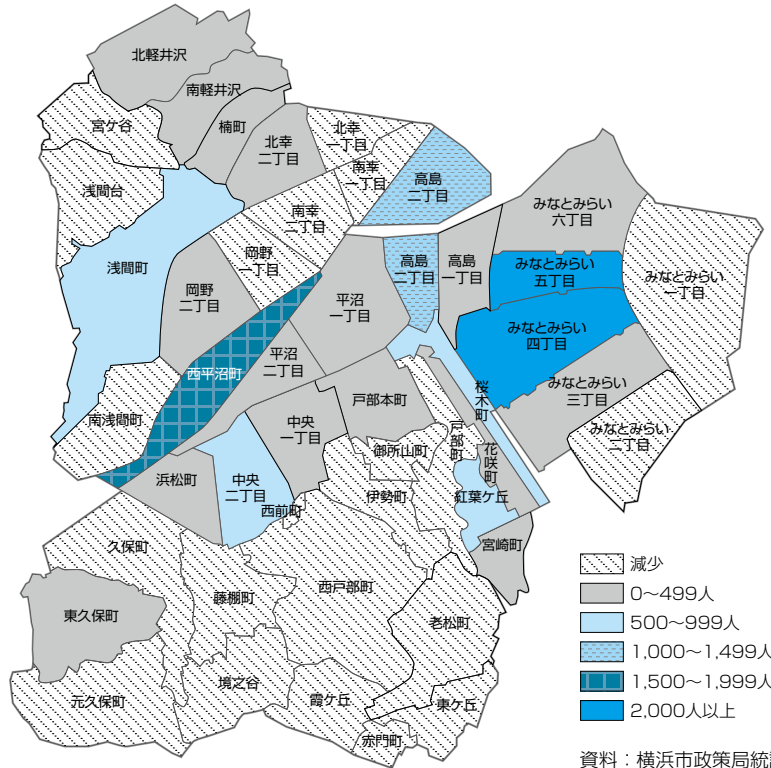 北軽井沢
南軽井沢
宮ケ谷
楠町
北幸
二丁目
北幸
一丁目
南幸
一丁目
高島
二丁目
浅間台
南幸
二丁目
みなとみらい
六丁目
浅間町
岡野
一丁目
岡野
二丁目
高島
二丁目
高島
一丁目
みなとみらい
五丁目
みなとみらい
一丁目
平沼
一丁目
みなとみらい
四丁目
西平沼町
平沼
二丁目
みなとみらい
三丁目
桜木町
戸部本町
南浅間町
中央
一丁目
戸部町
みなとみらい
二丁目
御所山町
花咲町
浜松町
中央
二丁目
伊勢町
紅葉ケ丘
西前町
宮崎町
久保町
西戸部町
藤棚町
東久保町
老松町
境之谷
元久保町
霞ケ丘
東ケ丘
赤門町
減少
0〜499人
500〜999人
1,000〜1,499人
1,500〜1,999人
2,000人以上
資料：横浜市政策局統